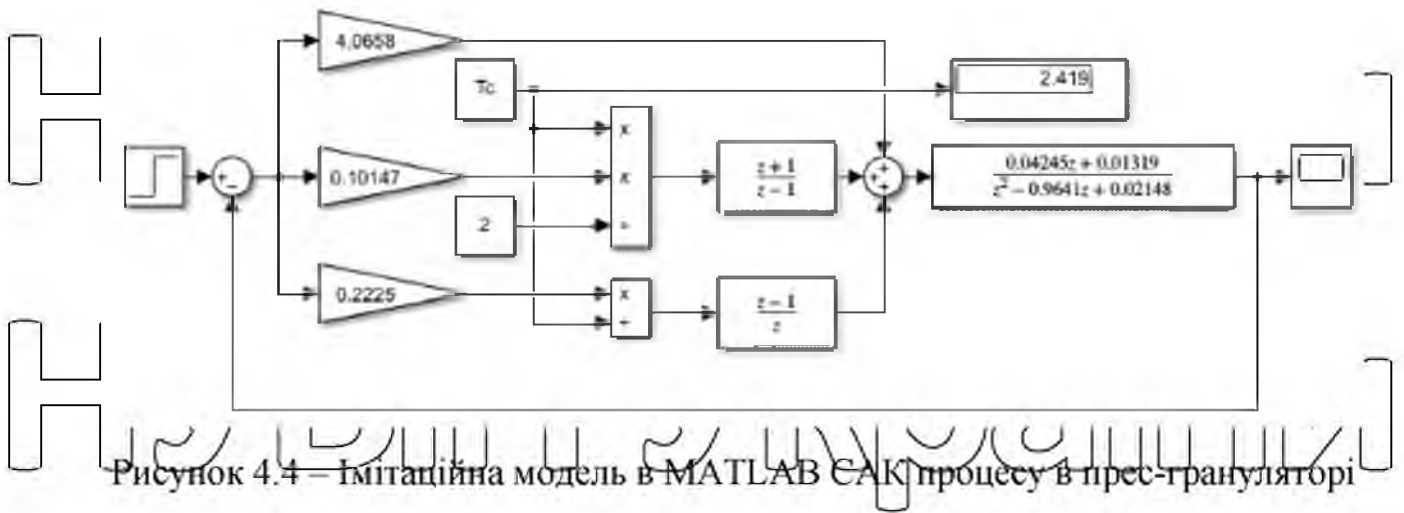 4.0658
Tc
2.419
x
0.10147
x
z + 1
z − 1
0.04245z + 0.01319
z² − 0.9641z + 0.02148
2
÷
0.2225
x
÷
z − 1
z
Рисунок 4.4 – Імітаційна модель в MATLAB САК процесу в прес-грануляторі